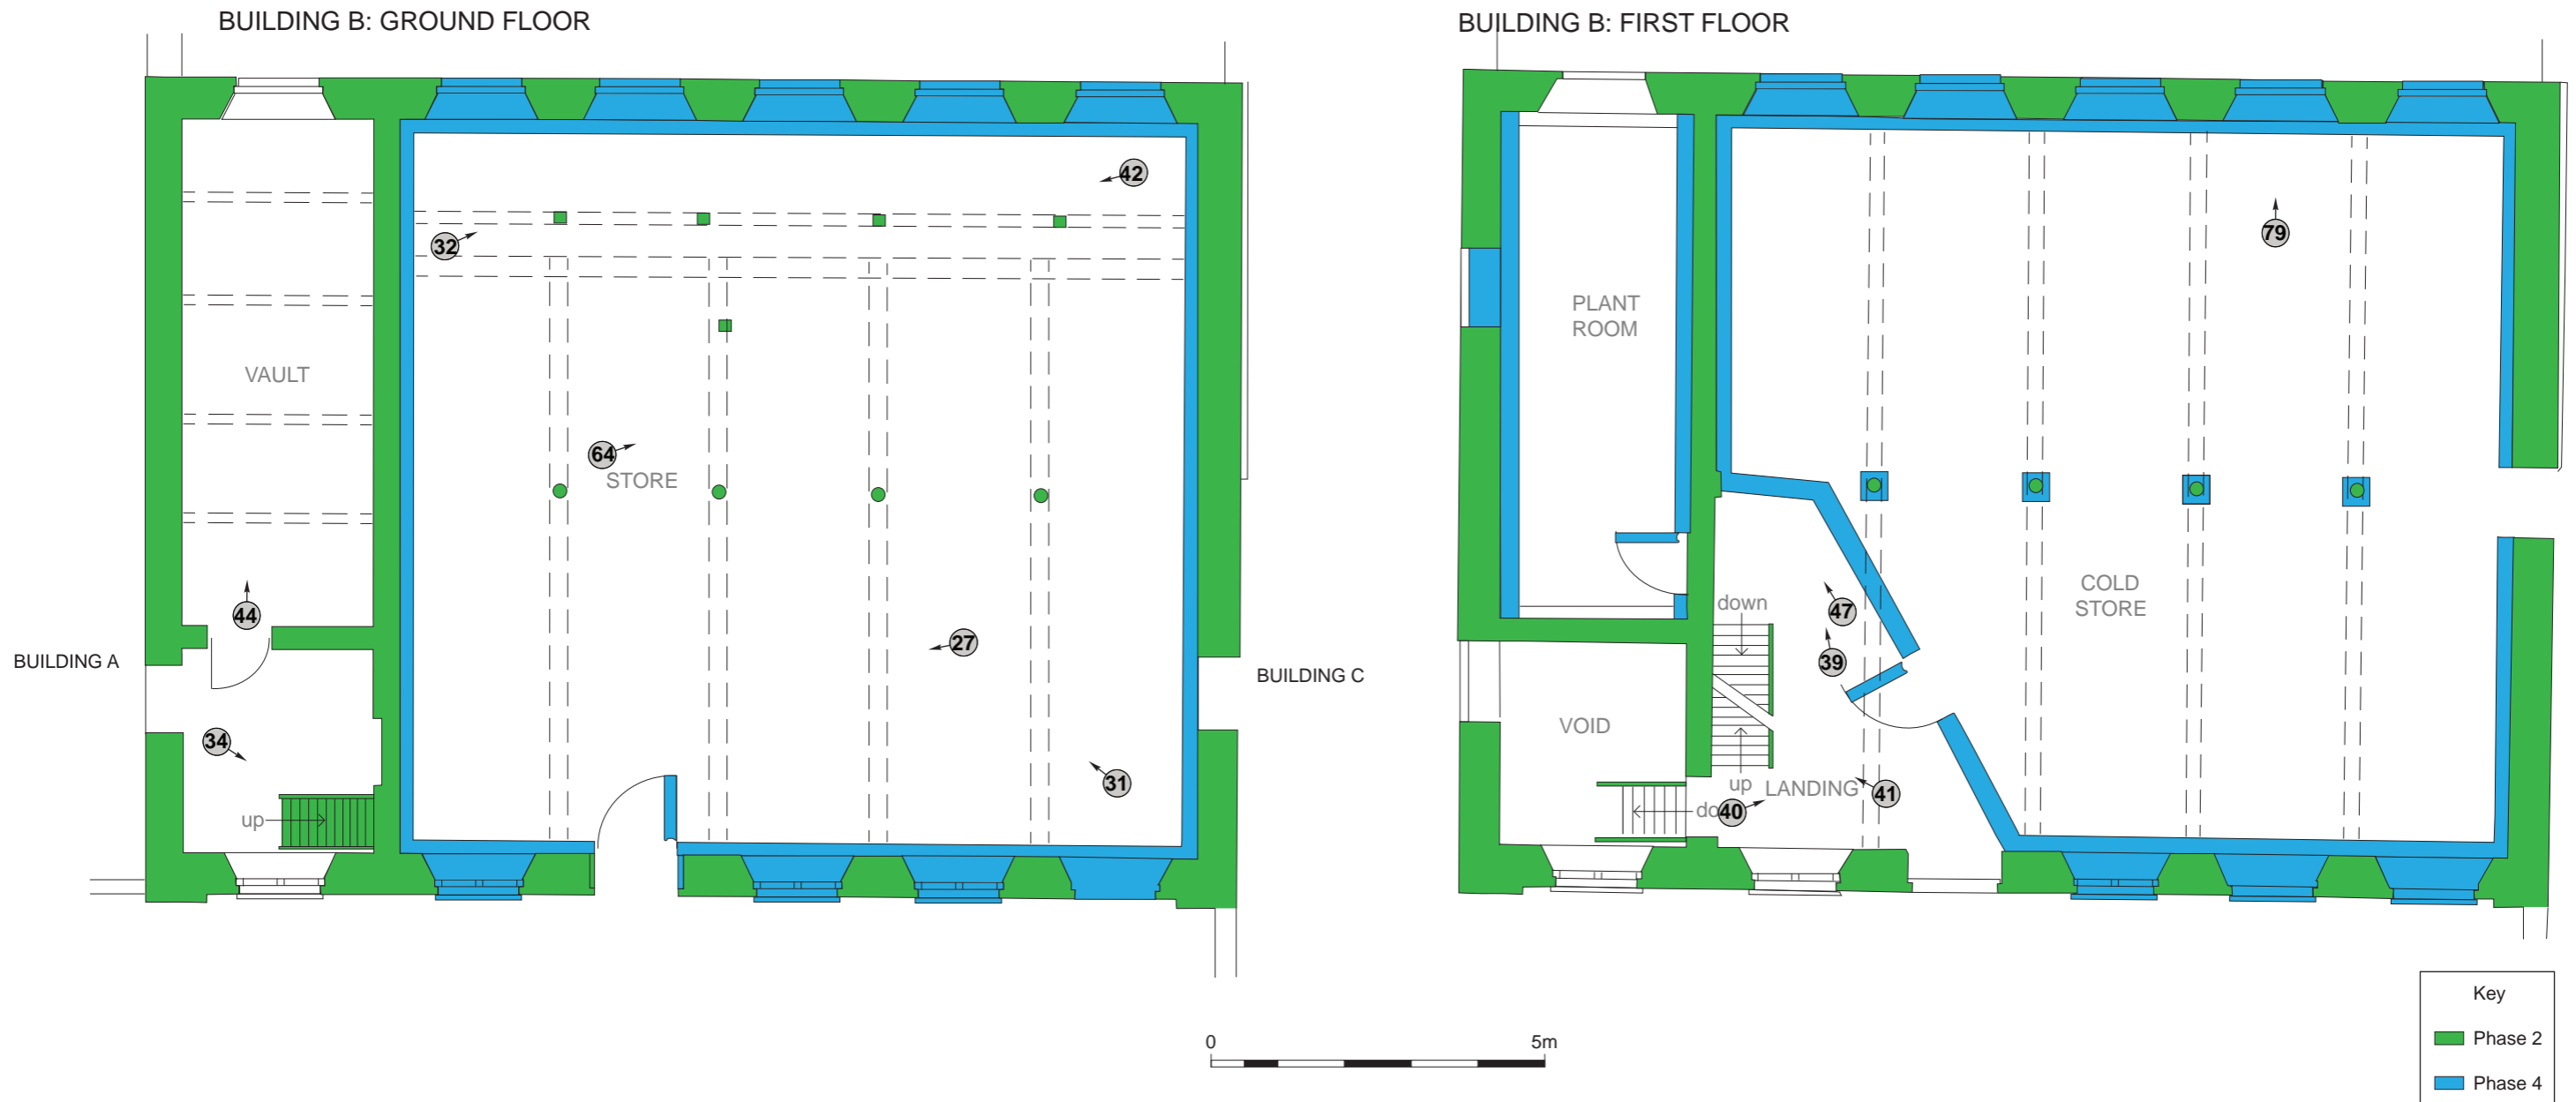 BUILDING B: GROUND FLOOR
42
32
VAULT
64
STORE
44
27
BUILDING A
BUILDING C
34
31
up
BUILDING B: FIRST FLOOR
79
PLANT
ROOM
COLD
STORE
down
47
39
VOID
up
LANDING
41
do
40
0
5m
Key
Phase 2
Phase 4